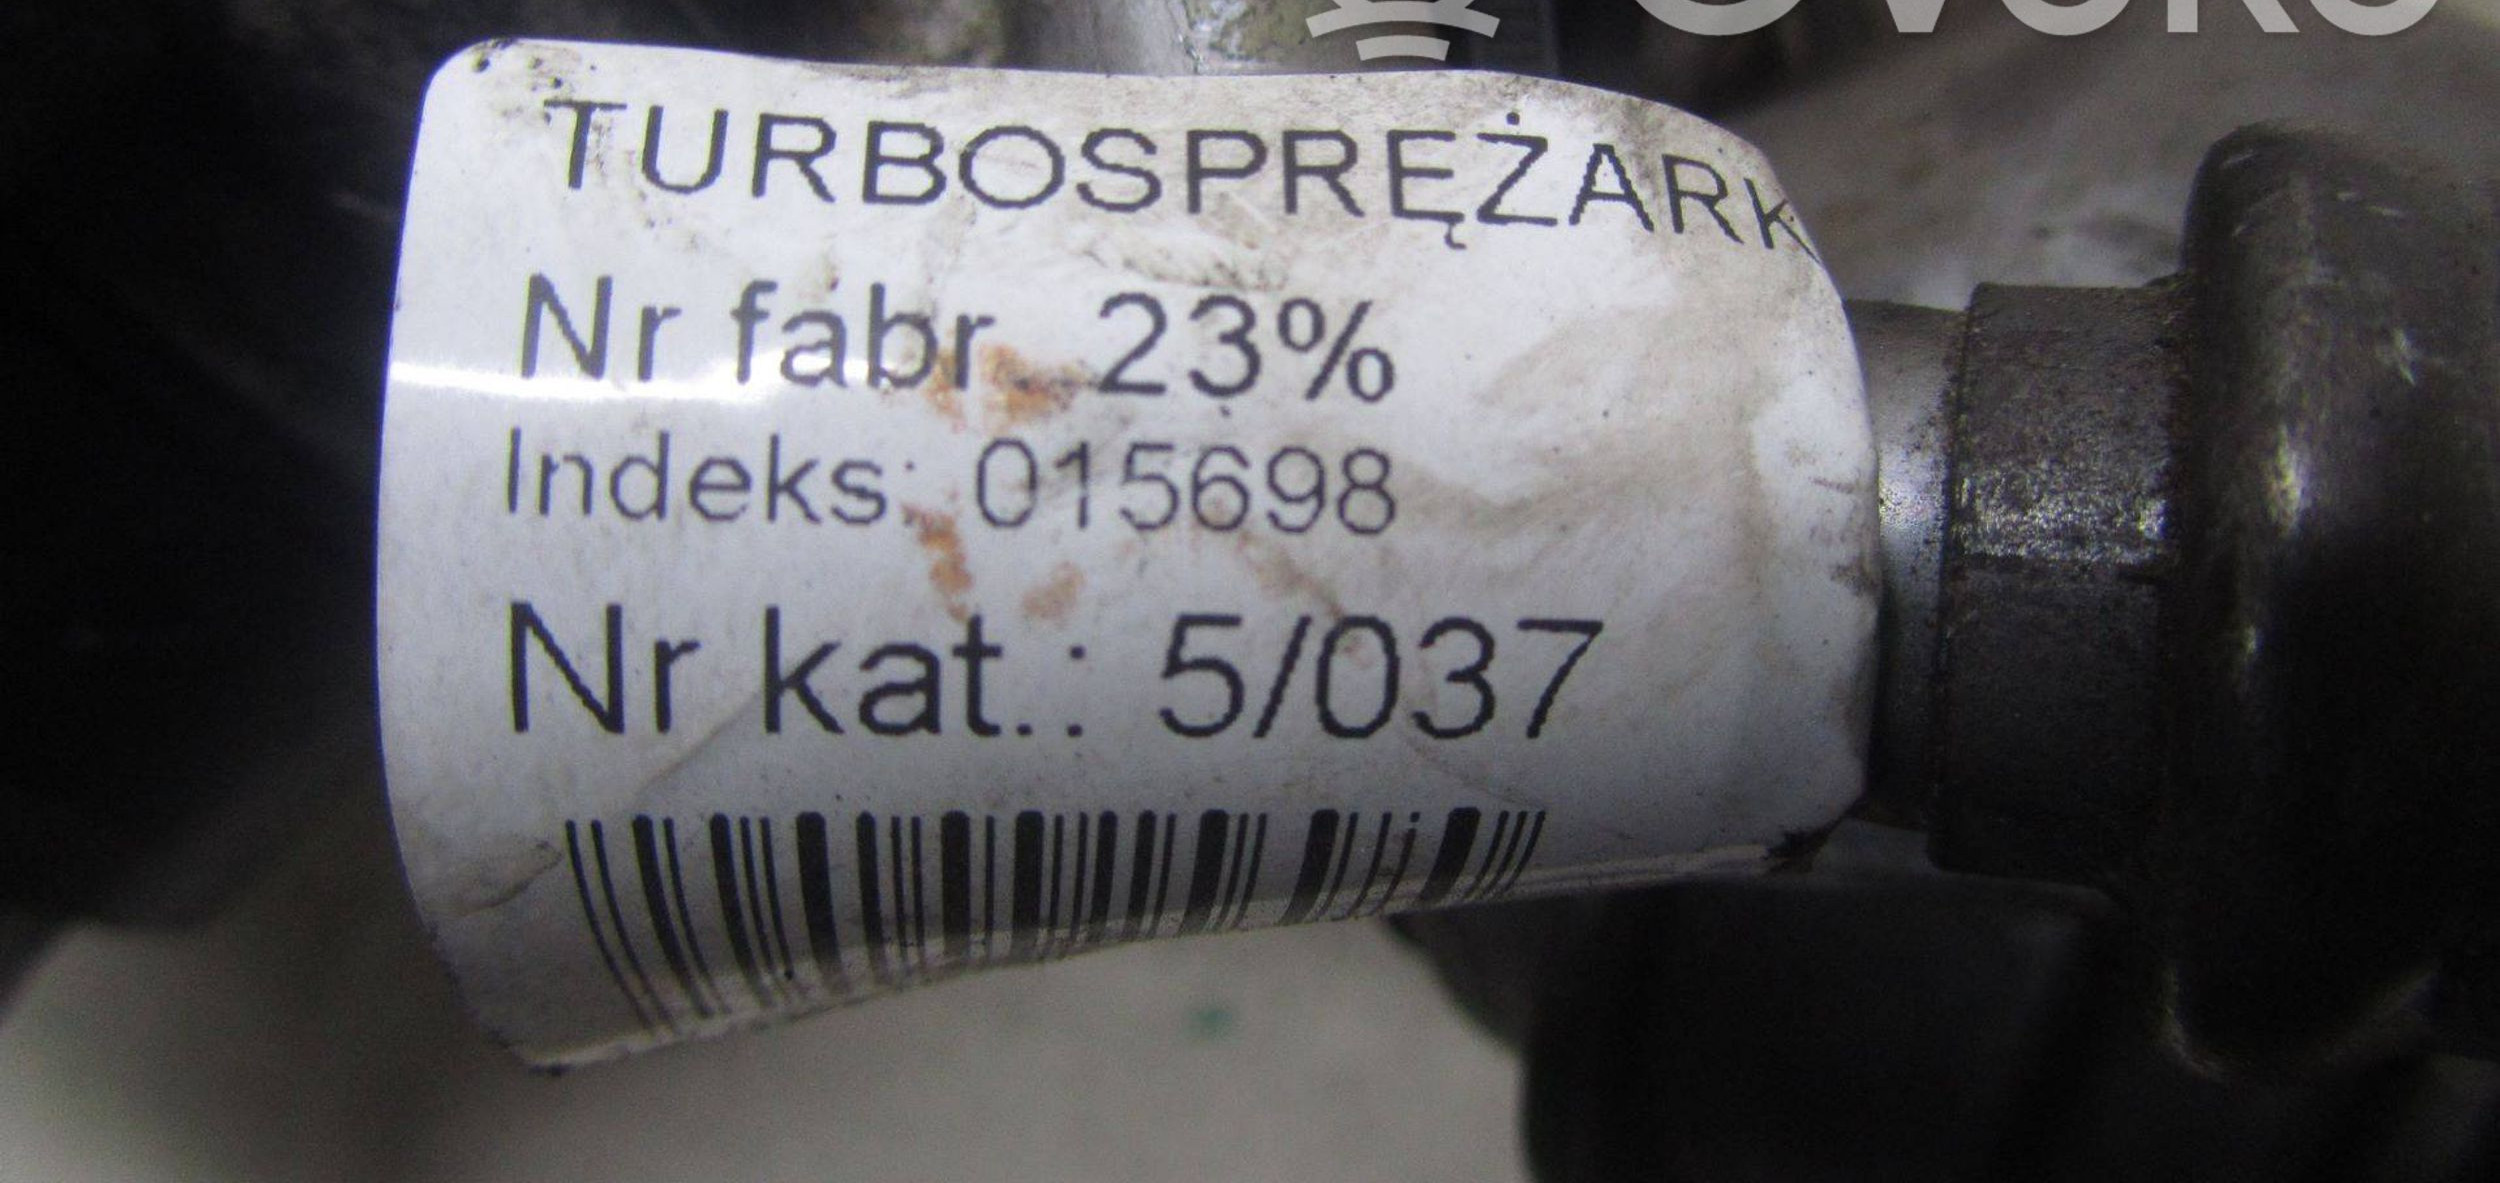 TURBOSPRĘŻARK
Nr fabr. 23%
Indeks: 015698
Nr kat.: 5/037